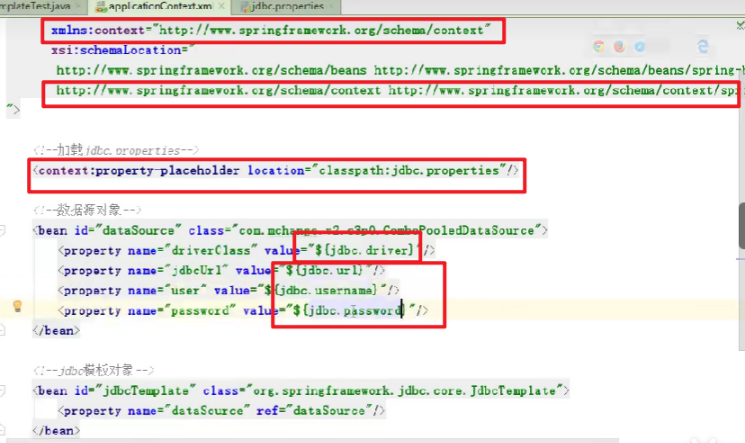 mplateTest.java × applicationContext.xml × jdbc.properties ×
xmlns:context="http://www.springframework.org/schema/context"
xsi:schemaLocation="
http://www.springframework.org/schema/beans http://www.springframework.org/schema/beans/spring-b
http://www.springframework.org/schema/context http://www.springframework.org/schema/context/spri
">
<!--加载jdbc.properties-->
<context:property-placeholder location="classpath:jdbc.properties"/>
<!--数据源对象-->
<bean id="dataSource" class="com.mchange.v2.c3p0.ComboPooledDataSource">
<property name="driverClass" value="${jdbc.driver}"/>
<property name="jdbcUrl" value="${jdbc.url}"/>
<property name="user" value="${jdbc.username}"/>
<property name="password" value="${jdbc.password}"/>
</bean>
<!--jdbc模板对象-->
<bean id="jdbcTemplate" class="org.springframework.jdbc.core.JdbcTemplate">
<property name="dataSource" ref="dataSource"/>
</bean>